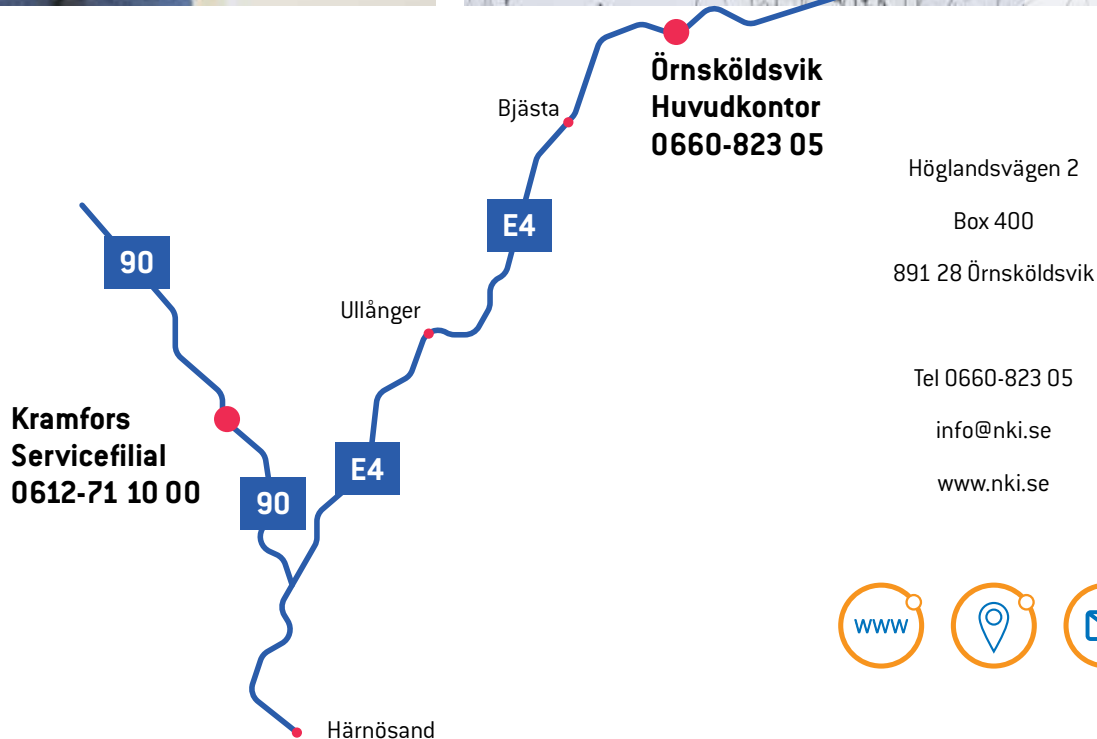 Örnsköldsvik
Huvudkontor
0660-823 05
Bjästa
E4
90
Ullånger
Kramfors
Servicefilial
0612-71 10 00
E4
90
Härnösand
Höglandsvägen 2
Box 400
891 28 Örnsköldsvik
Tel 0660-823 05
info@nki.se
www.nki.se
www